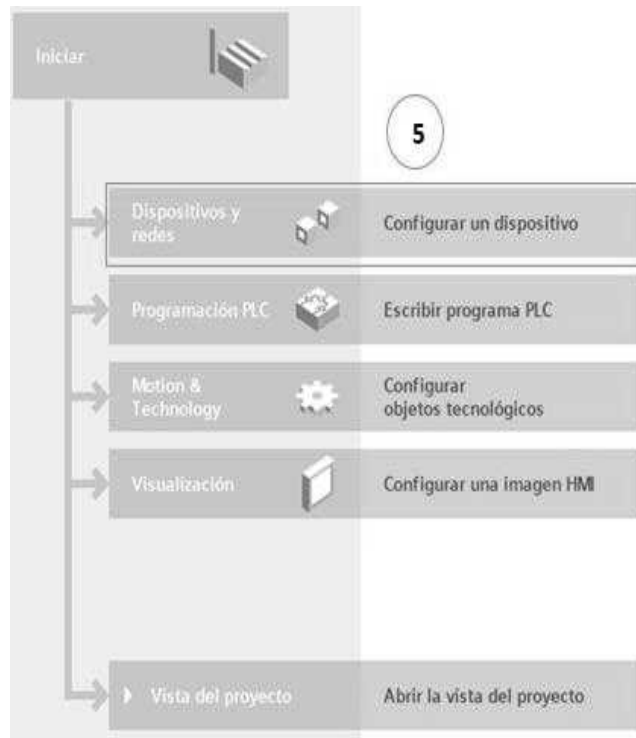 Iniciar
5
Dispositivos y
redes
Configurar un dispositivo
Programación PLC
Escribir programa PLC
Motion &
Technology
Configurar
objetos tecnológicos
Visualización
Configurar una imagen HMI
Vista del proyecto
Abrir la vista del proyecto